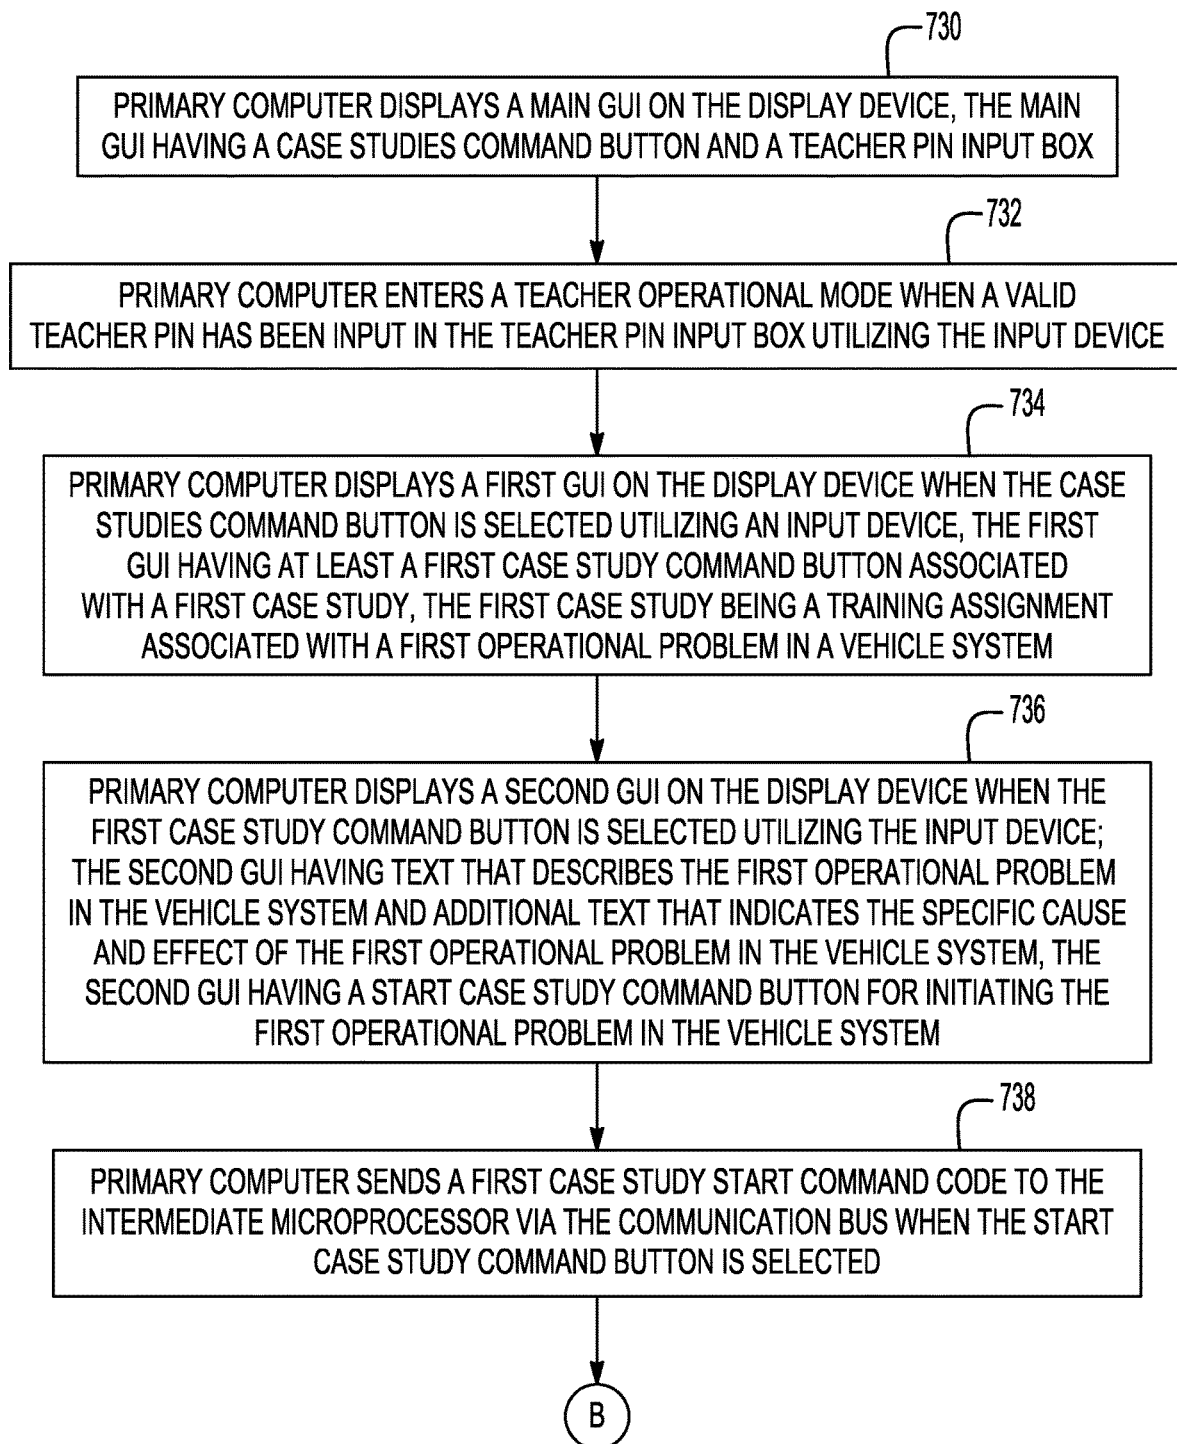 730
PRIMARY COMPUTER DISPLAYS A MAIN GUI ON THE DISPLAY DEVICE, THE MAIN
GUI HAVING A CASE STUDIES COMMAND BUTTON AND A TEACHER PIN INPUT BOX
732
PRIMARY COMPUTER ENTERS A TEACHER OPERATIONAL MODE WHEN A VALID
TEACHER PIN HAS BEEN INPUT IN THE TEACHER PIN INPUT BOX UTILIZING THE INPUT DEVICE
734
PRIMARY COMPUTER DISPLAYS A FIRST GUI ON THE DISPLAY DEVICE WHEN THE CASE
STUDIES COMMAND BUTTON IS SELECTED UTILIZING AN INPUT DEVICE, THE FIRST
GUI HAVING AT LEAST A FIRST CASE STUDY COMMAND BUTTON ASSOCIATED
WITH A FIRST CASE STUDY, THE FIRST CASE STUDY BEING A TRAINING ASSIGNMENT
ASSOCIATED WITH A FIRST OPERATIONAL PROBLEM IN A VEHICLE SYSTEM
736
PRIMARY COMPUTER DISPLAYS A SECOND GUI ON THE DISPLAY DEVICE WHEN THE
FIRST CASE STUDY COMMAND BUTTON IS SELECTED UTILIZING THE INPUT DEVICE;
THE SECOND GUI HAVING TEXT THAT DESCRIBES THE FIRST OPERATIONAL PROBLEM
IN THE VEHICLE SYSTEM AND ADDITIONAL TEXT THAT INDICATES THE SPECIFIC CAUSE
AND EFFECT OF THE FIRST OPERATIONAL PROBLEM IN THE VEHICLE SYSTEM, THE
SECOND GUI HAVING A START CASE STUDY COMMAND BUTTON FOR INITIATING THE
FIRST OPERATIONAL PROBLEM IN THE VEHICLE SYSTEM
738
PRIMARY COMPUTER SENDS A FIRST CASE STUDY START COMMAND CODE TO THE
INTERMEDIATE MICROPROCESSOR VIA THE COMMUNICATION BUS WHEN THE START
CASE STUDY COMMAND BUTTON IS SELECTED
B